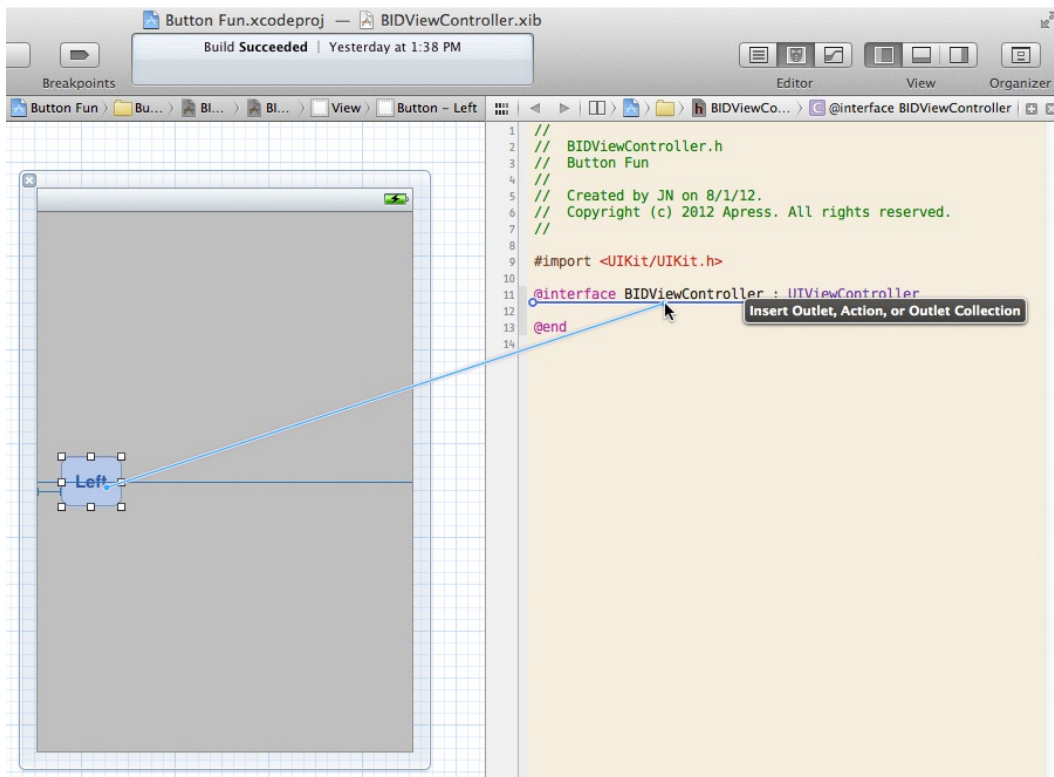 Button Fun.xcodeproj — BIDViewController.xib
Build Succeeded | Yesterday at 1:38 PM
Breakpoints
Editor
View
Organizer
Button Fun
Bu...
BI...
BI...
View
Button – Left
h BIDViewCo...
C @interface BIDViewController
1 //
2 // BIDViewController.h
3 // Button Fun
4 //
5 // Created by JN on 8/1/12.
6 // Copyright (c) 2012 Apress. All rights reserved.
7 //
8
9 #import <UIKit/UIKit.h>
10
11 @interface BIDViewController : UIViewController
Insert Outlet, Action, or Outlet Collection
12
13 @end
14
Left